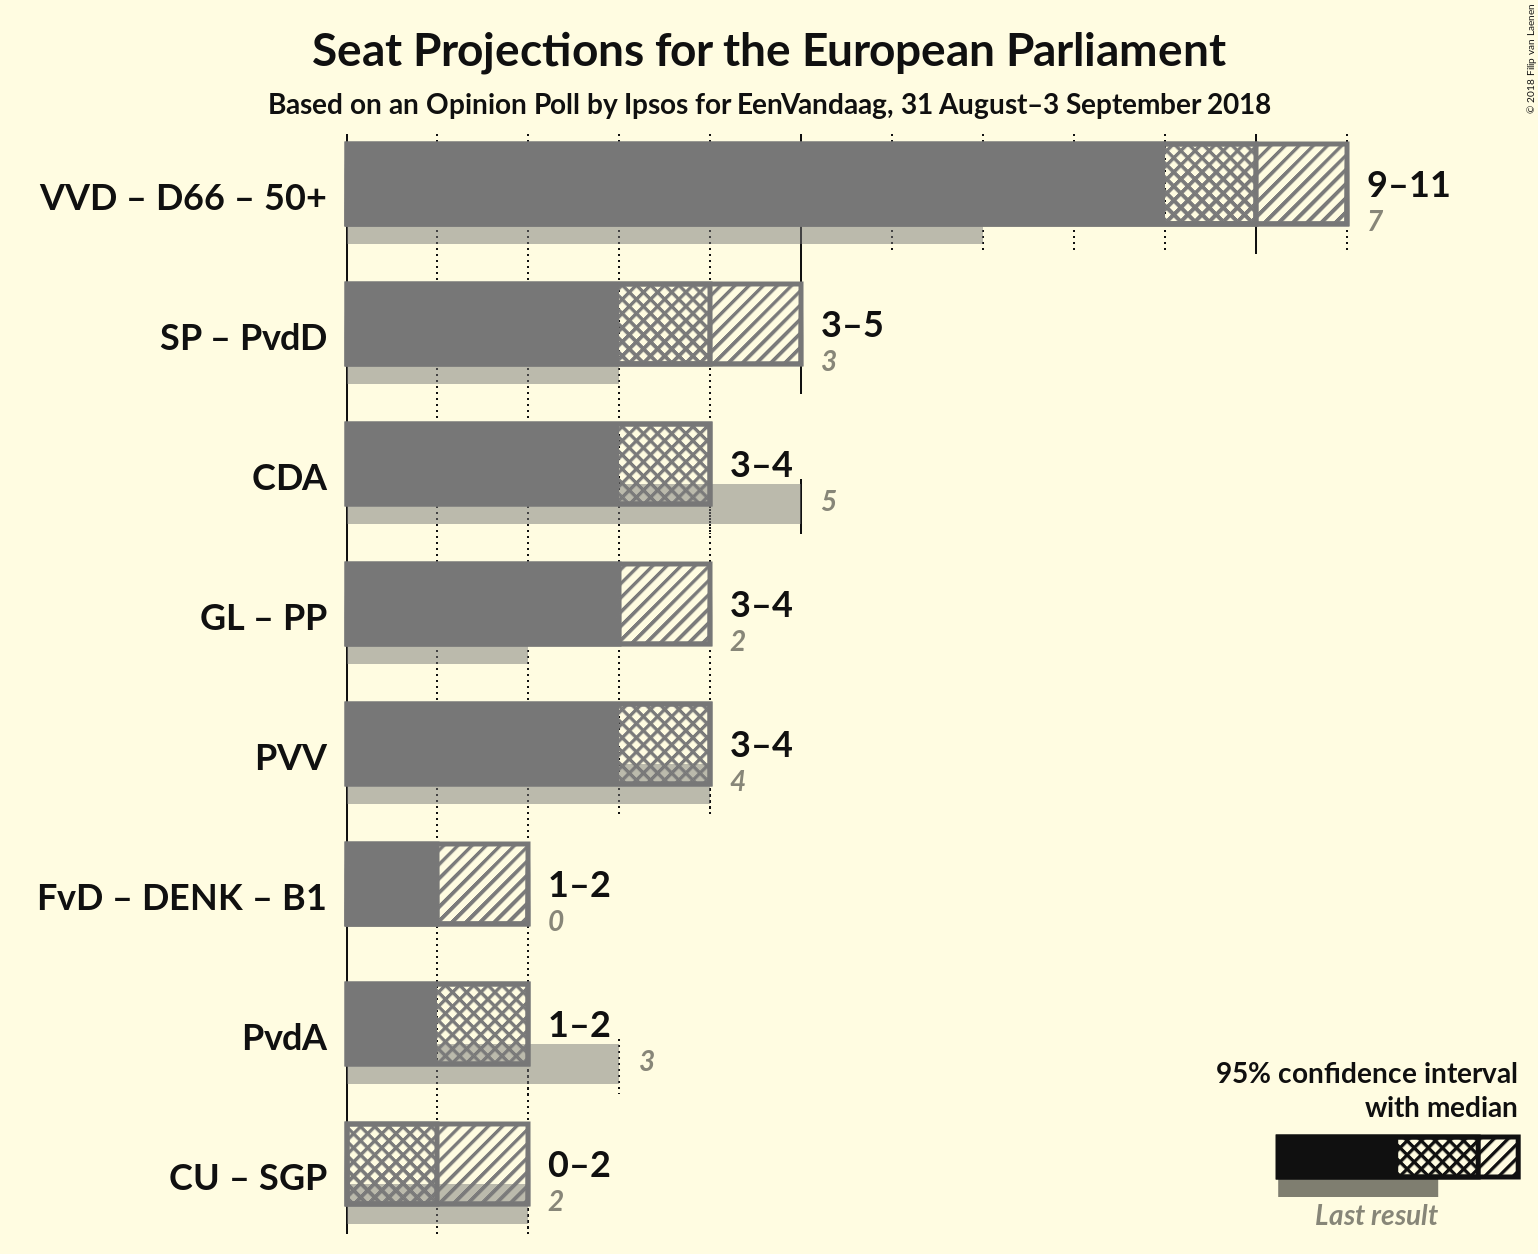 Seat Projections for the European Parliament
Based on an Opinion Poll by Ipsos for EenVandaag, 31 August–3 September 2018
© 2018 Filip van Laenen
VVD – D66 – 50+
9–11
7
SP – PvdD
3–5
3
CDA
3–4
5
GL – PP
3–4
2
PVV
3–4
4
FvD – DENK – B1
1–2
0
PvdA
1–2
3
CU – SGP
0–2
2
95% confidence interval
with median
Last result